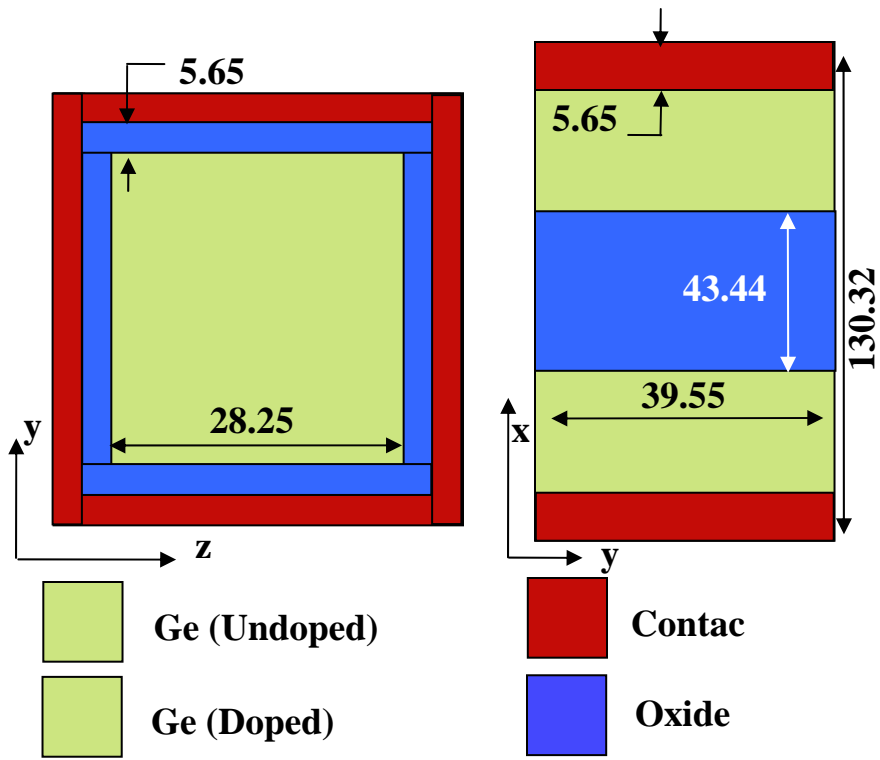 5.65
28.25
y
z
5.65
43.44
130.32
39.55
x
y
Ge (Undoped)
Contac
Ge (Doped)
Oxide